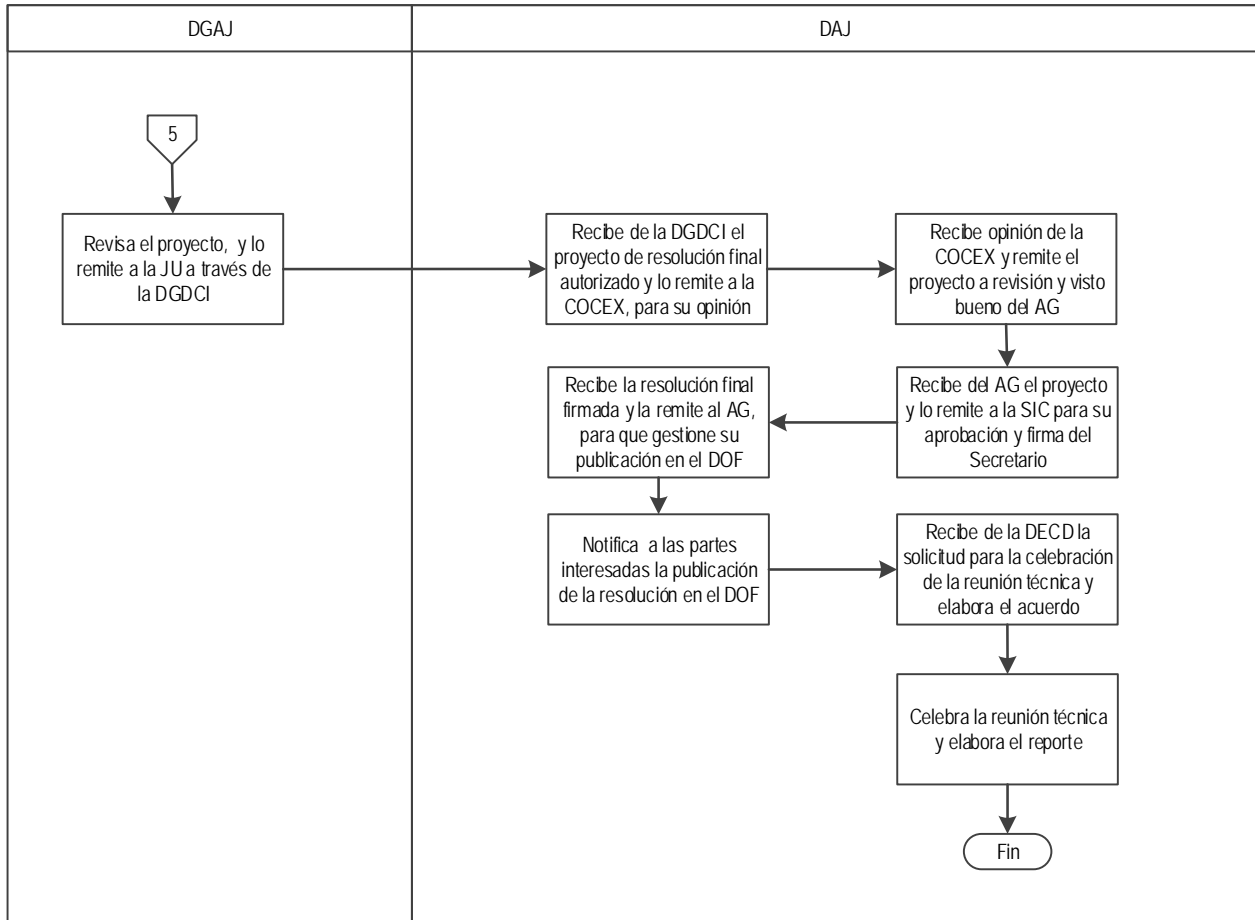 DGAJ
DAJ
5
Revisa el proyecto, y lo
remite a la JU a través de
la DGDCI
Recibe de la DGDCI el
proyecto de resolución final
autorizado y lo remite a la
COCEX, para su opinión
Recibe opinión de la
COCEX y remite el
proyecto a revisión y visto
bueno del AG
Recibe del AG el proyecto
y lo remite a la SIC para su
aprobación y firma del
Secretario
Recibe la resolución final
firmada y la remite al AG,
para que gestione su
publicación en el DOF
Notifica a las partes
interesadas la publicación
de la resolución en el DOF
Recibe de la DECD la
solicitud para la celebración
de la reunión técnica y
elabora el acuerdo
Celebra la reunión técnica
y elabora el reporte
Fin